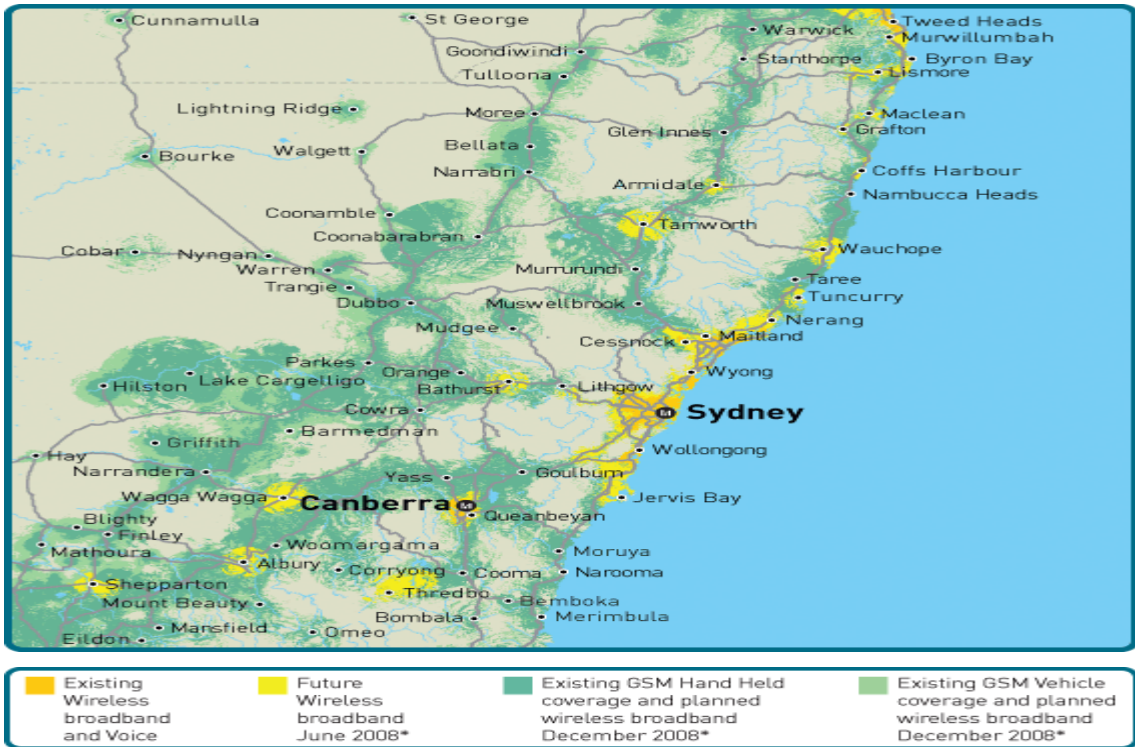 Cunnamulla
St George
Tweed Heads
Warwick
Murwillumbah
Goondiwindi
Stanthorpe
Byron Bay
Tulloona
Lismore
Lightning Ridge
Moree
Maclean
Glen Innes
Grafton
Bellata
Walgett
Bourke
Narrabri
Coffs Harbour
Armidale
Nambucca Heads
Coonamble
Tamworth
Coonabarabran
Cobar
Nyngan
Wauchope
Warren
Murrurundi
Trangie
Taree
Dubbo
Muswellbrook
Tuncurry
Mudgee
Nerang
Cessnock
Maitland
Parkes
Orange
Wyong
Hilston
Lake Cargelligo
Bathurst
Lithgow
Cowra
M
Sydney
Barmedman
Griffith
Wollongong
Hay
Narrandera
Yass
Goulburn
Wagga Wagga
Canberra
M
Jervis Bay
Queanbeyan
Blighty
Finley
Woomargama
Mathoura
Moruya
Albury
Corryong
Cooma
Narooma
Shepparton
Thredbo
Mount Beauty
Bemboka
Bombala
Merimbula
Mansfield
Omeo
Eildon
Existing
Wireless
broadband
and Voice
Future
Wireless
broadband
June 2008*
Existing GSM Hand Held
coverage and planned
wireless broadband
December 2008*
Existing GSM Vehicle
coverage and planned
wireless broadband
December 2008*